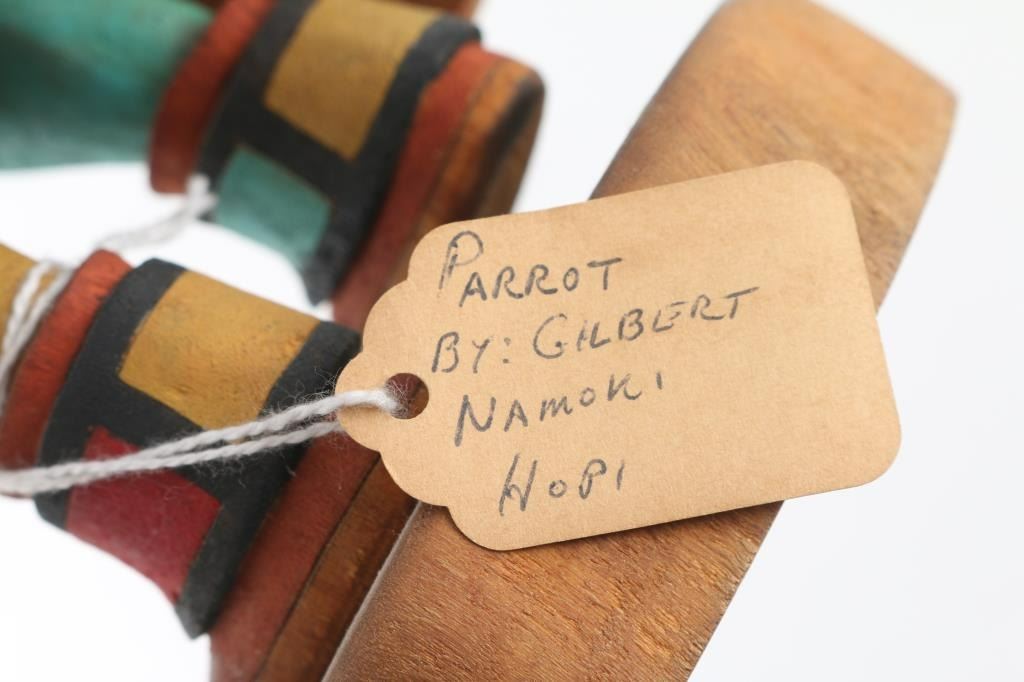 PARROT
BY: GILBERT
NAMOKI
HOPI